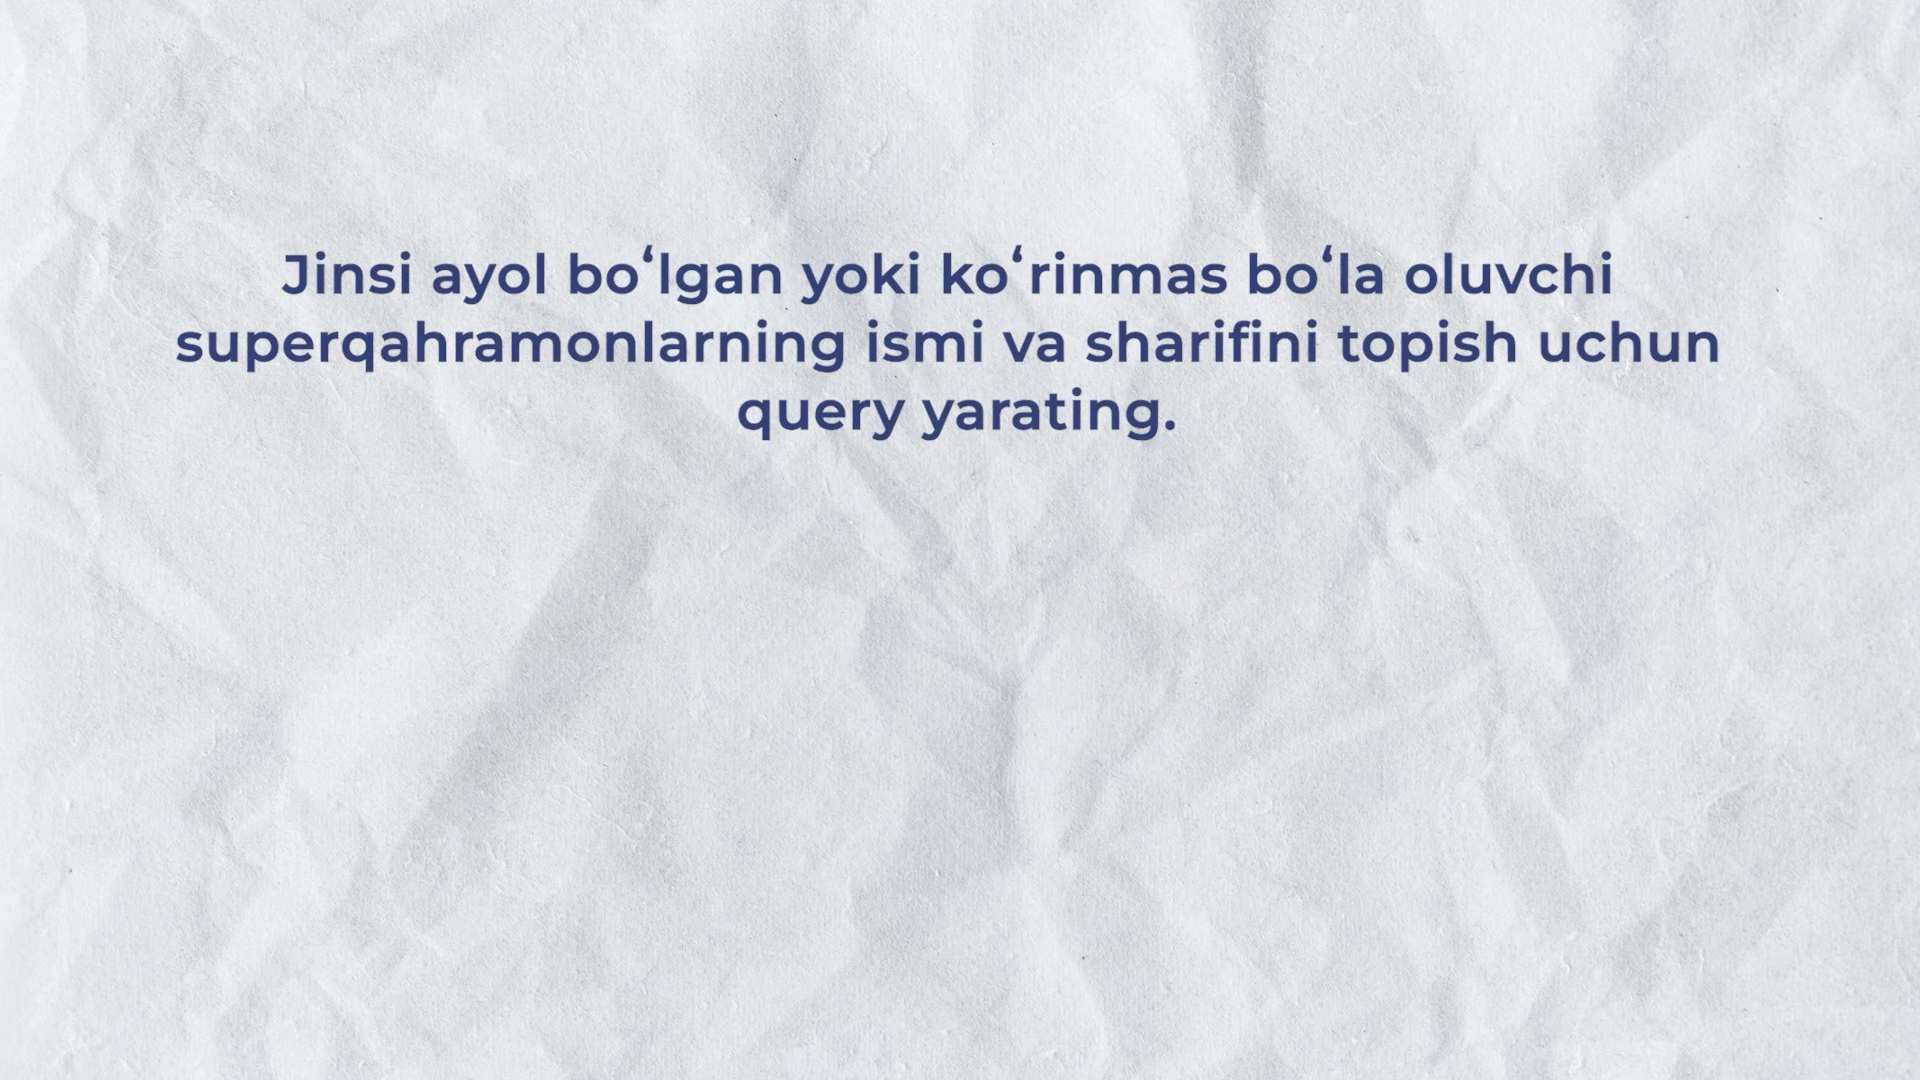 Jinsi ayol boʻlgan yoki koʻrinmas boʻla oluvchi
superqahramonlarning ismi va sharifini topish uchun
query yarating.